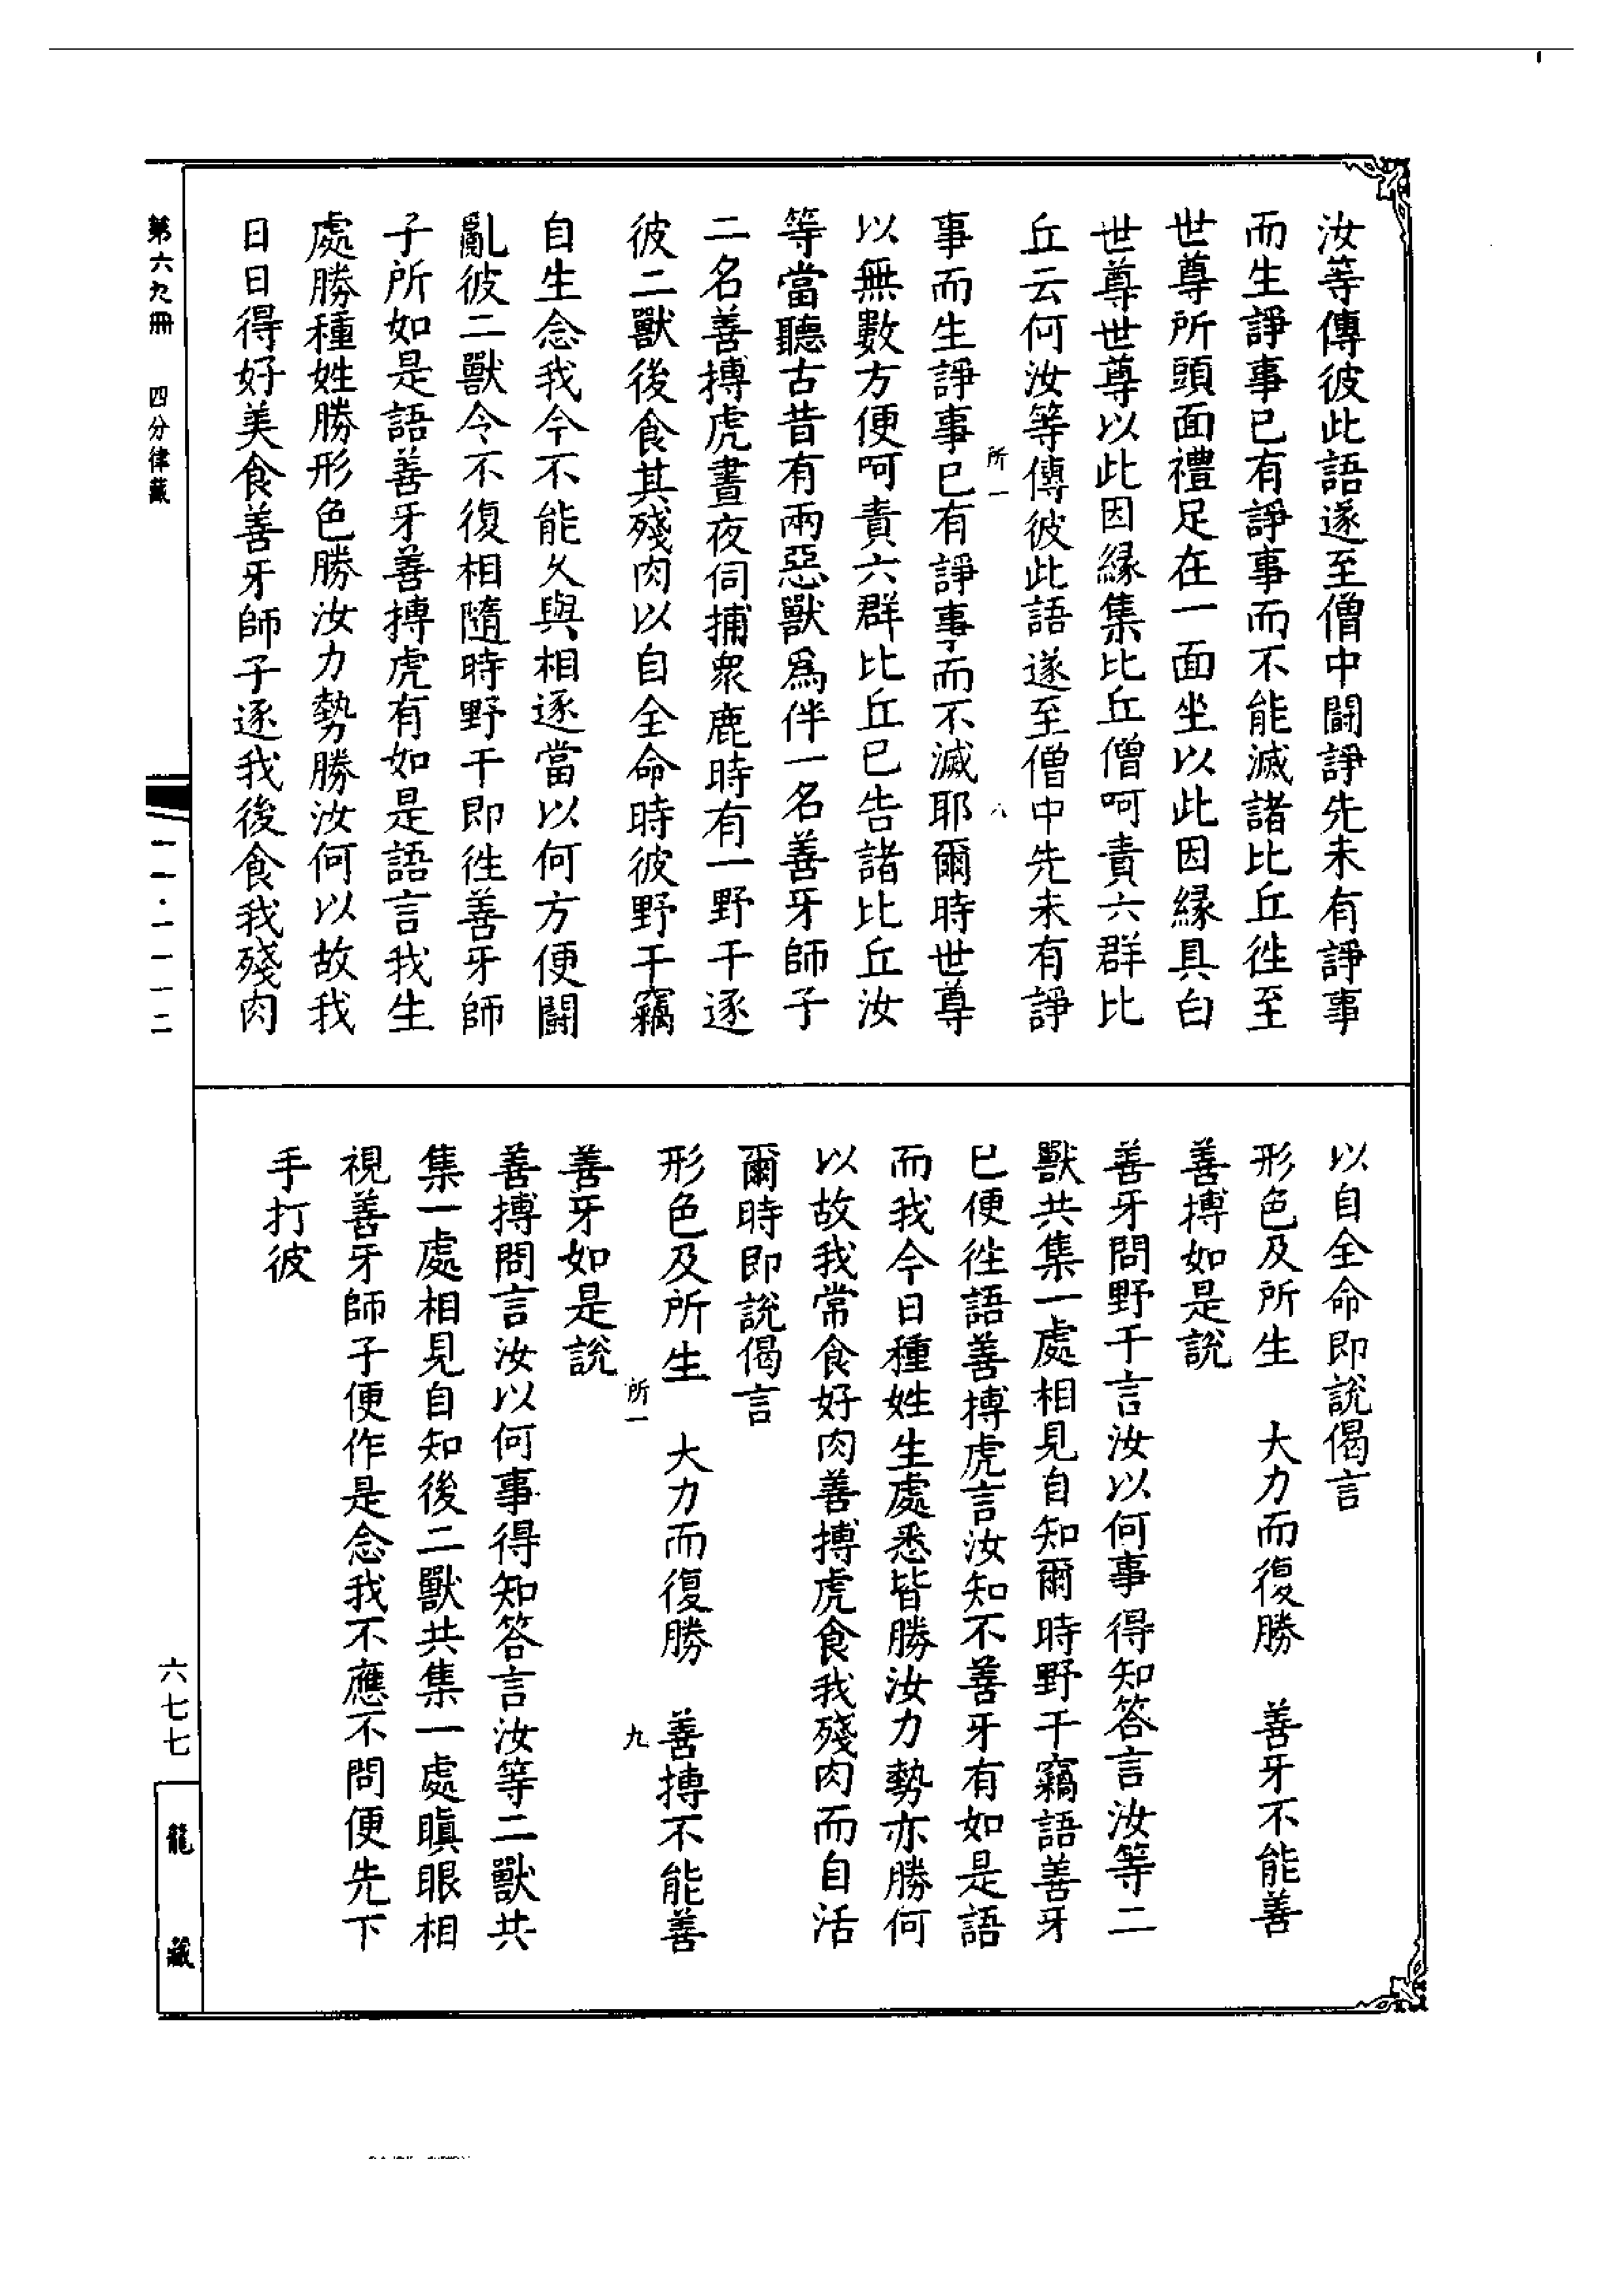 汝等傳彼此語遂至僧中鬪諍先未有諍事
而生諍事已有諍事而不能滅諸比丘徃至
世尊所頭面禮足在一面坐以此因緣具白
世尊世尊以此因緣集比丘僧呵責六群比
丘云何汝等傳彼此語遂至僧中先未有諍
所一
八
事而生諍事已有諍事而不滅耶爾時世尊
以無數方便呵責六群比丘已告諸比丘汝
等當聽古昔有兩惡獸爲伴一名善牙師子
二名善搏虎晝夜伺捕衆鹿時有一野干逐
彼二獸後食其殘肉以自全命時彼野干竊
自生念我今不能久與相逐當以何方便鬪
亂彼二獸令不復相隨時野干即徃善牙師
子所如是語善牙善搏虎有如是語言我生
處勝種姓勝形色勝汝力勢勝汝何以故我
日日得好美食善牙師子逐我後食我殘肉
以自全命即說偈言
形色及所生　大力而復勝　善牙不能善
善搏如是說
善牙問野干言汝以何事得知答言汝等二
獸共集一處相見自知爾時野干竊語善牙
已便徃語善搏虎言汝知不善牙有如是語
而我今日種姓生處悉皆勝汝力勢亦勝何
以故我常食好肉善搏虎食我殘肉而自活
爾時即說偈言
形色及所生　大力而復勝　善搏不能善
所一
九
善牙如是說
善搏問言汝以何事得知答言汝等二獸共
集一處相見自知後二獸共集一處瞋眼相
視善牙師子便作是念我不應不問便先下
手打彼
第六九冊　四分律藏
一一·一一一二
六七七
龍藏